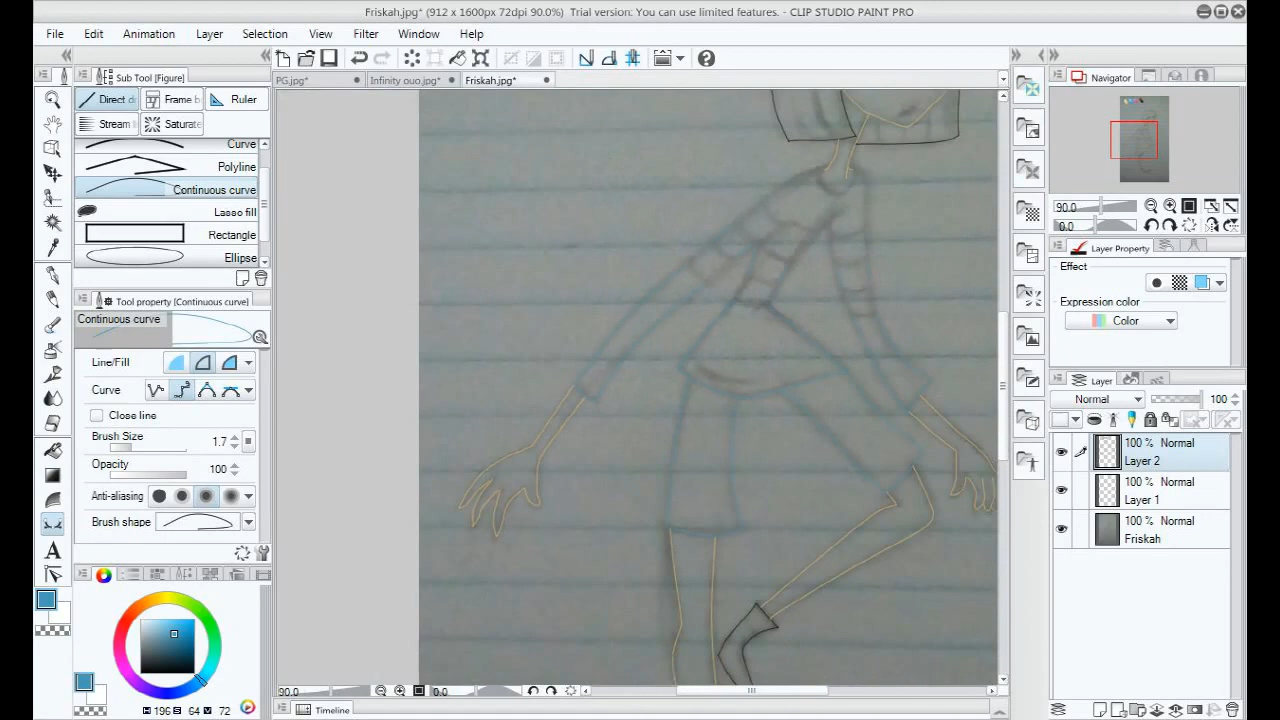 Friskah.jpg* (912 x 1600px 72dpi 90.0%)  Trial version: You can use limited features. - CLIP STUDIO PAINT PRO
File Edit Animation Layer Selection View Filter Window Help
PG.jpg* Infinity ouo.jpg* Friskah.jpg*
Sub Tool [Figure]
Direct d Frame b Ruler
Stream Saturate
Curve
Polyline
Continuous curve
Lasso fill
Rectangle
Ellipse
Tool property [Continuous curve]
Continuous curve
Line/Fill
Curve
Close line
Brush Size 1.7
Opacity 100
Anti-aliasing
Brush shape
H 196 S 64 V 72
90.0 0.0
Timeline
Navigator
90.0
0.0
Layer Property
Effect
Expression color
Color
Layer
Normal 100
100 % Normal
Layer 2
100 % Normal
Layer 1
100 % Normal
Friskah